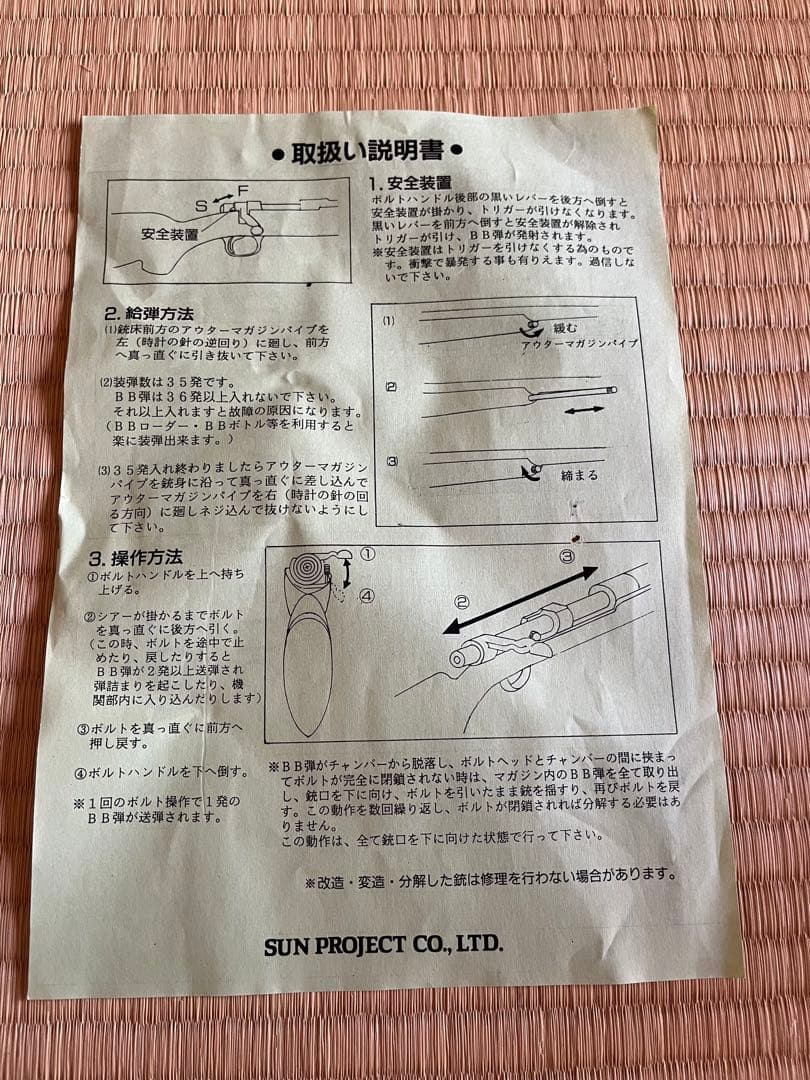 ●取扱い説明書●
S F
安全装置
1. 安全装置
ボルトハンドル後部の黒いレバーを後方へ倒すと
安全装置が掛かり、トリガーが引けなくなります。
黒いレバーを前方へ倒すと安全装置が解除され
トリガーが引け、BB弾が発射されます。
※安全装置はトリガーを引けなくする為のもので
す。衝撃で暴発する事も有りえます。過信しな
いで下さい。
2. 給弾方法
⑴銃床前方のアウターマガジンパイプを
左（時計の針の逆回り）に廻し、前方
へ真っ直ぐに引き抜いて下さい。
⑵装弾数は35発です。
BB弾は36発以上入れないで下さい。
それ以上入れますと故障の原因になります。
（BBローダー・BBボトル等を利用すると
楽に装弾出来ます。）
⑶35発入れ終わりましたらアウターマガジン
パイプを銃身に沿って真っ直ぐに差し込んで
アウターマガジンパイプを右（時計の針の回
る方向）に廻しネジ込んで抜けないようにし
て下さい。
⑴
緩む
アウターマガジンパイプ
⑵
⑶
締まる
3. 操作方法
①ボルトハンドルを上へ持ち
上げる。
②シアーが掛かるまでボルト
を真っ直ぐに後方へ引く。
（この時、ボルトを途中で止
めたり、戻したりすると
BB弾が2発以上送弾され
弾詰まりを起こしたり、機
関部内に入り込んだりします）
③ボルトを真っ直ぐに前方へ
押し戻す。
④ボルトハンドルを下へ倒す。
※1回のボルト操作で1発の
BB弾が送弾されます。
①
④
②
③
※BB弾がチャンバーから脱落し、ボルトヘッドとチャンバーの間に挟まっ
てボルトが完全に閉鎖されない時は、マガジン内のBB弾を全て取り出
し、銃口を下に向け、ボルトを引いたまま銃を揺すり、再びボルトを戻
す。この動作を数回繰り返し、ボルトが閉鎖されれば分解する必要はあ
りません。
この動作は、全て銃口を下に向けた状態で行って下さい。
※改造・変造・分解した銃は修理を行わない場合があります。
SUN PROJECT CO., LTD.